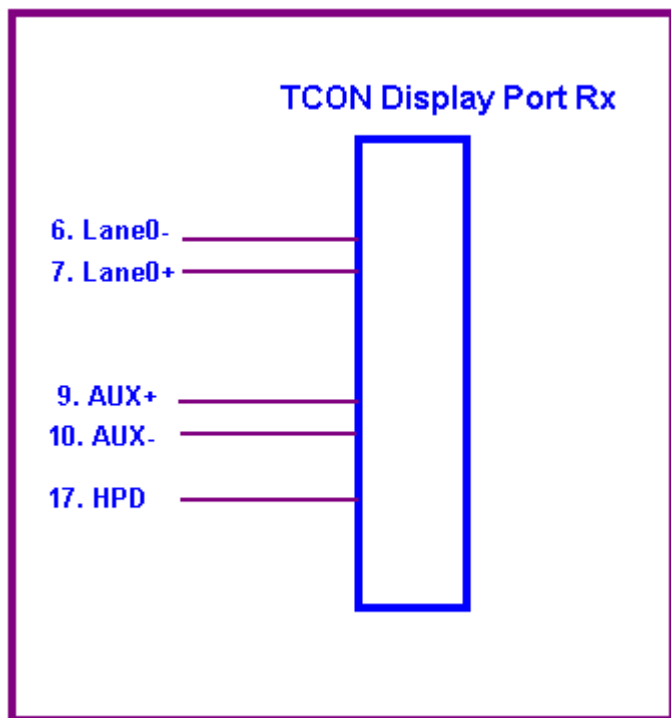 TCON Display Port Rx
6. Lane0-
7. Lane0+
9. AUX+
10. AUX-
17. HPD